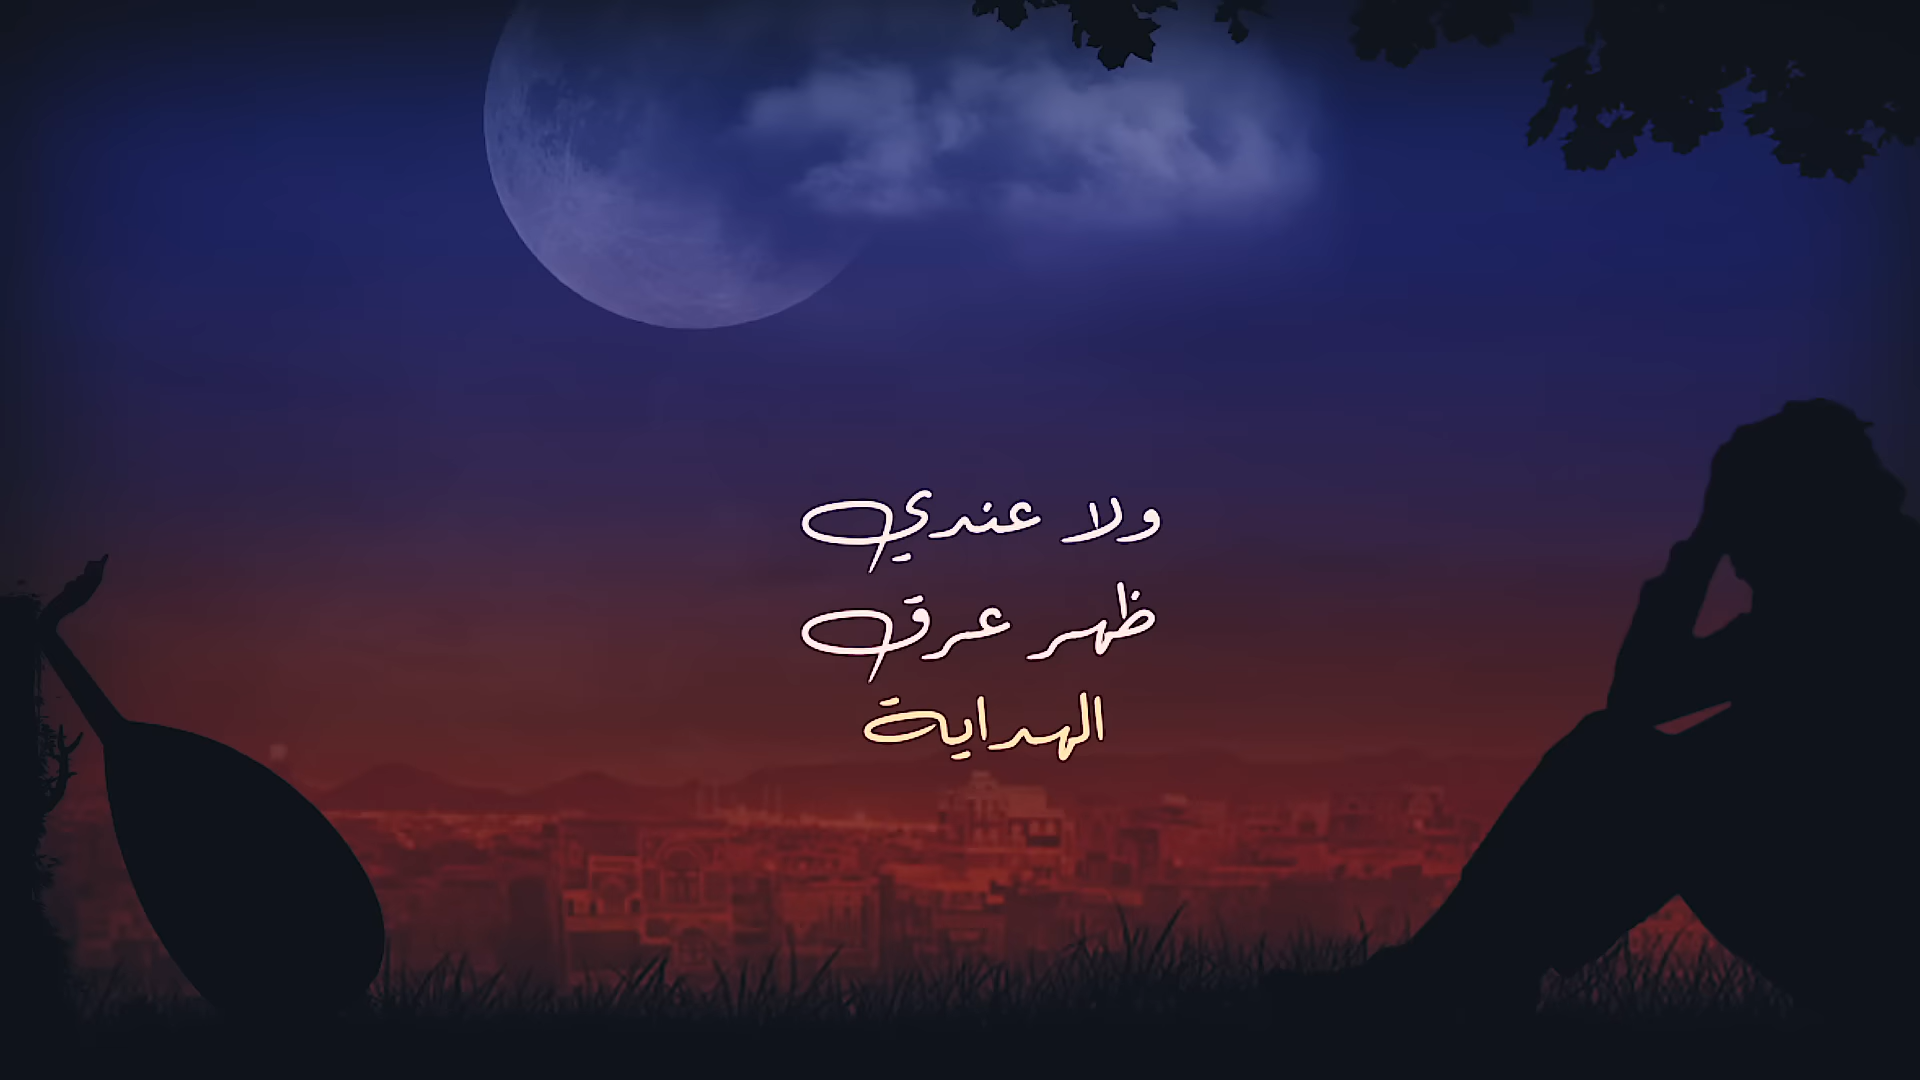 ولا عندي
ظهر عرق
الهداية